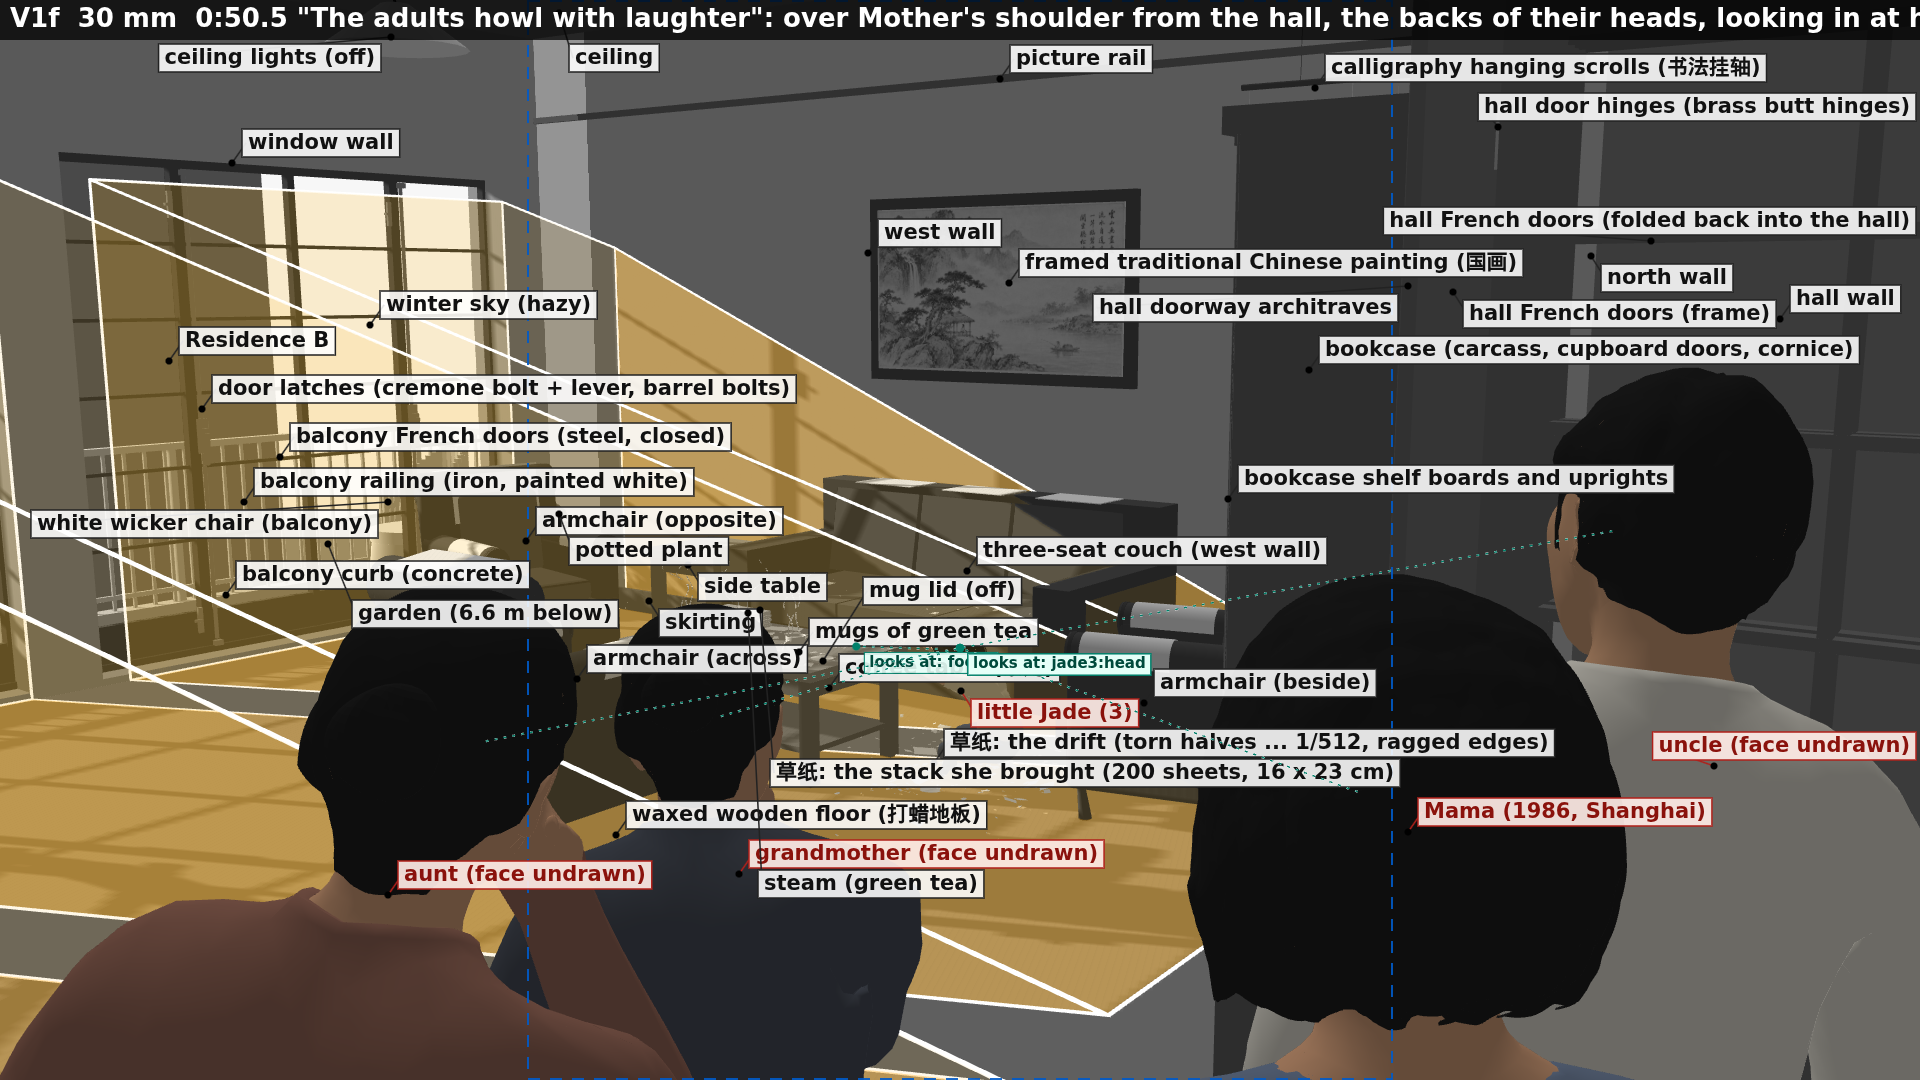 V1f 30 mm 0:50.5 "The adults howl with laughter": over Mother's shoulder from the hall, the backs of their heads, looking in at h
ceiling lights (off)
ceiling
picture rail
calligraphy hanging scrolls (书法挂轴)
hall door hinges (brass butt hinges)
window wall
hall French doors (folded back into the hall)
west wall
framed traditional Chinese painting (国画)
north wall
winter sky (hazy)
hall doorway architraves
hall French doors (frame)
hall wall
Residence B
bookcase (carcass, cupboard doors, cornice)
door latches (cremone bolt + lever, barrel bolts)
balcony French doors (steel, closed)
balcony railing (iron, painted white)
bookcase shelf boards and uprights
white wicker chair (balcony)
armchair (opposite)
potted plant
three-seat couch (west wall)
balcony curb (concrete)
side table
mug lid (off)
garden (6.6 m below)
skirting
mugs of green tea
armchair (across)
looks at: fo
looks at: jade3:head
armchair (beside)
little Jade (3)
草纸: the drift (torn halves ... 1/512, ragged edges)
uncle (face undrawn)
草纸: the stack she brought (200 sheets, 16 x 23 cm)
waxed wooden floor (打蜡地板)
Mama (1986, Shanghai)
grandmother (face undrawn)
aunt (face undrawn)
steam (green tea)